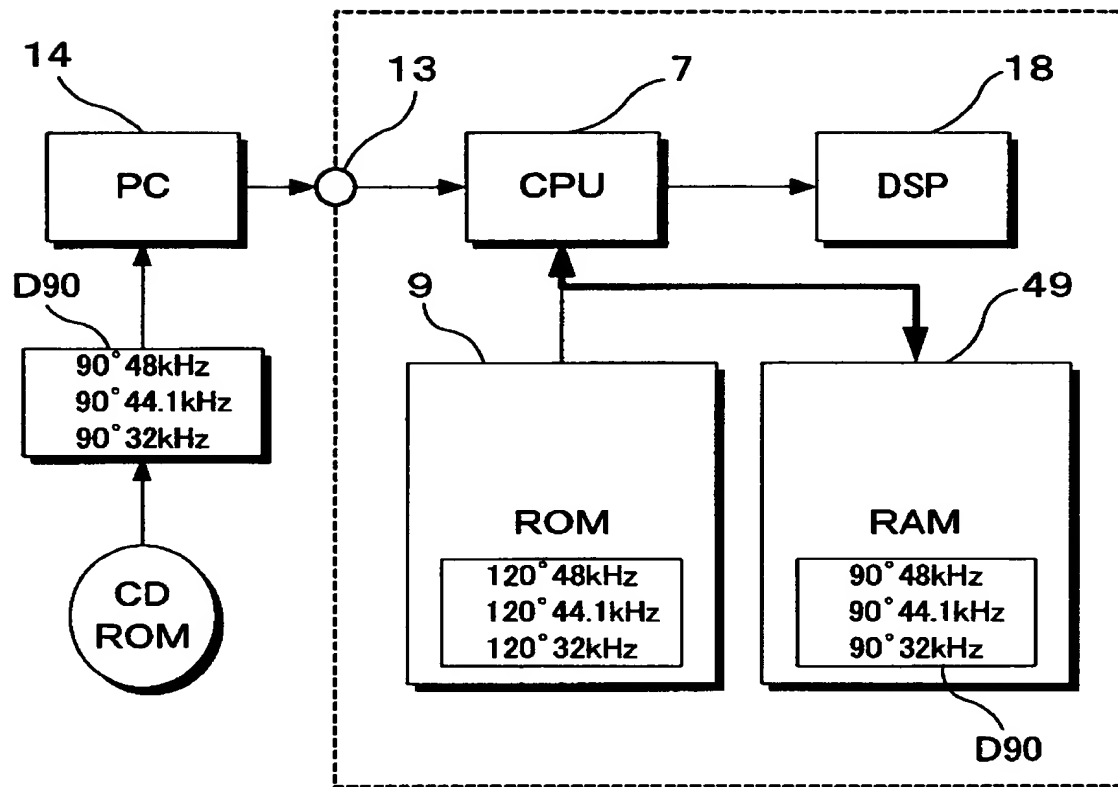 14
13
7
18
PC
CPU
DSP
D90
9
49
90°48kHz
90°44.1kHz
90°32kHz
ROM
RAM
120°48kHz
120°44.1kHz
120°32kHz
90°48kHz
90°44.1kHz
90°32kHz
CD
ROM
D90